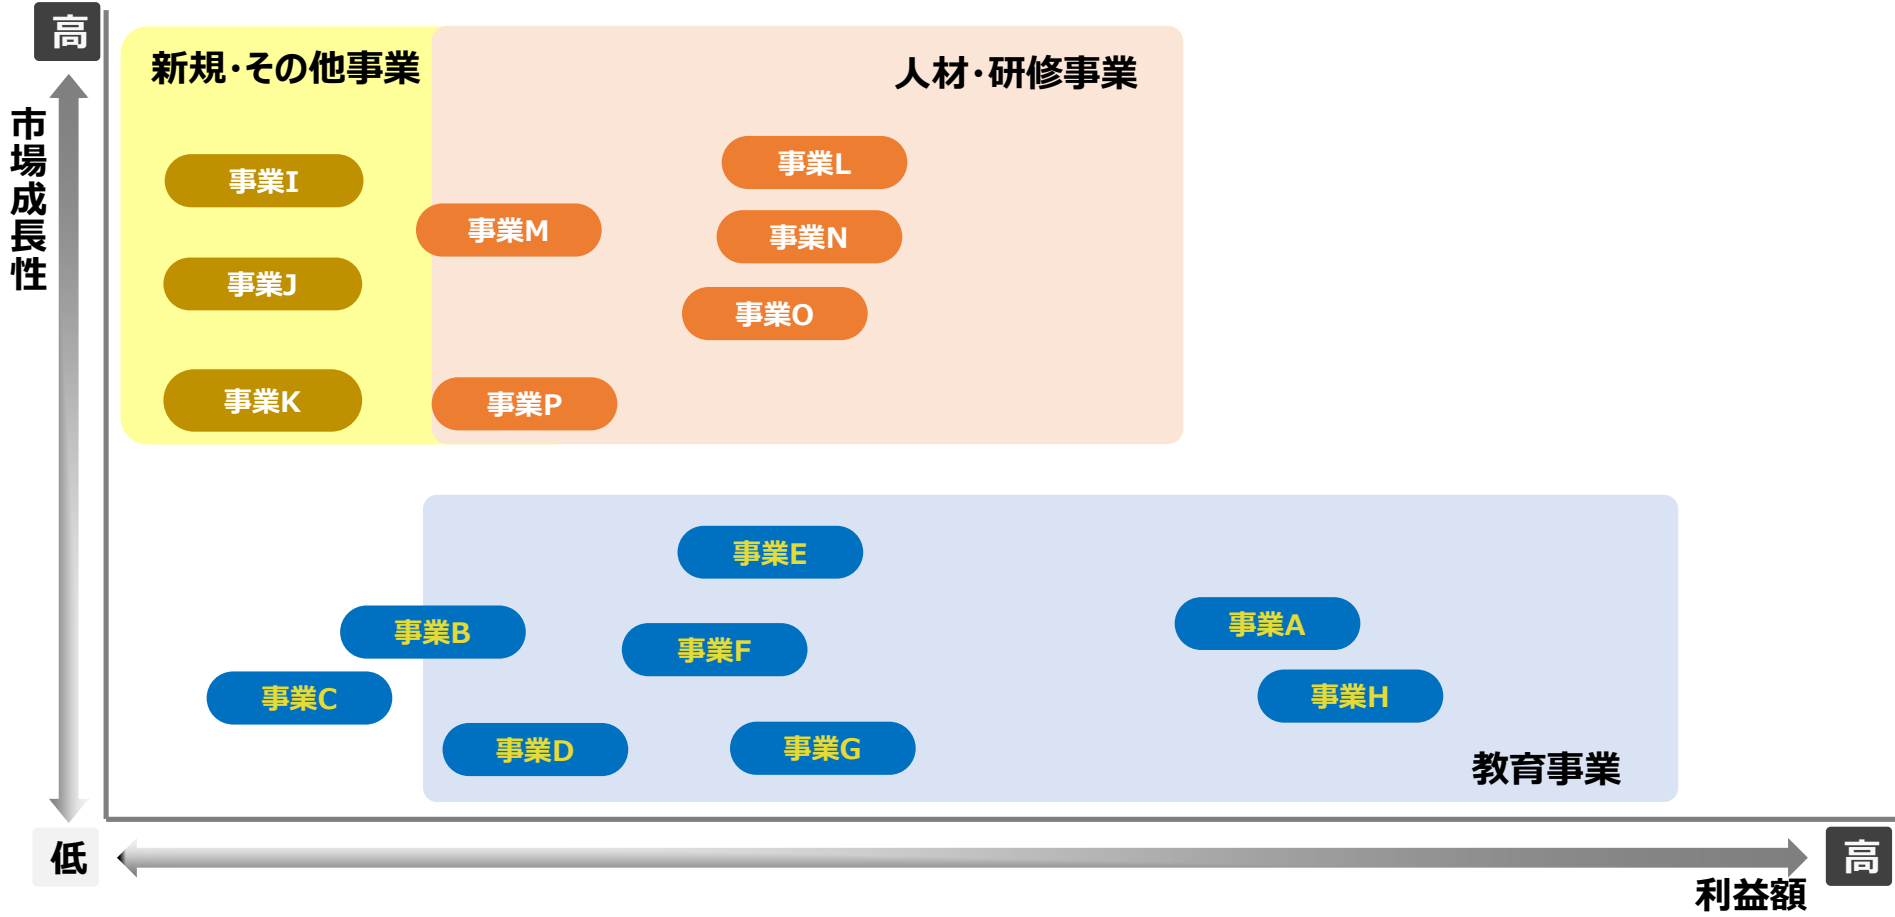 高
市場成長性
新規・その他事業
人材・研修事業
事業I
事業J
事業K
事業L
事業M
事業N
事業O
事業P
事業E
事業B
事業F
事業A
事業C
事業H
事業D
事業G
教育事業
低
高
利益額